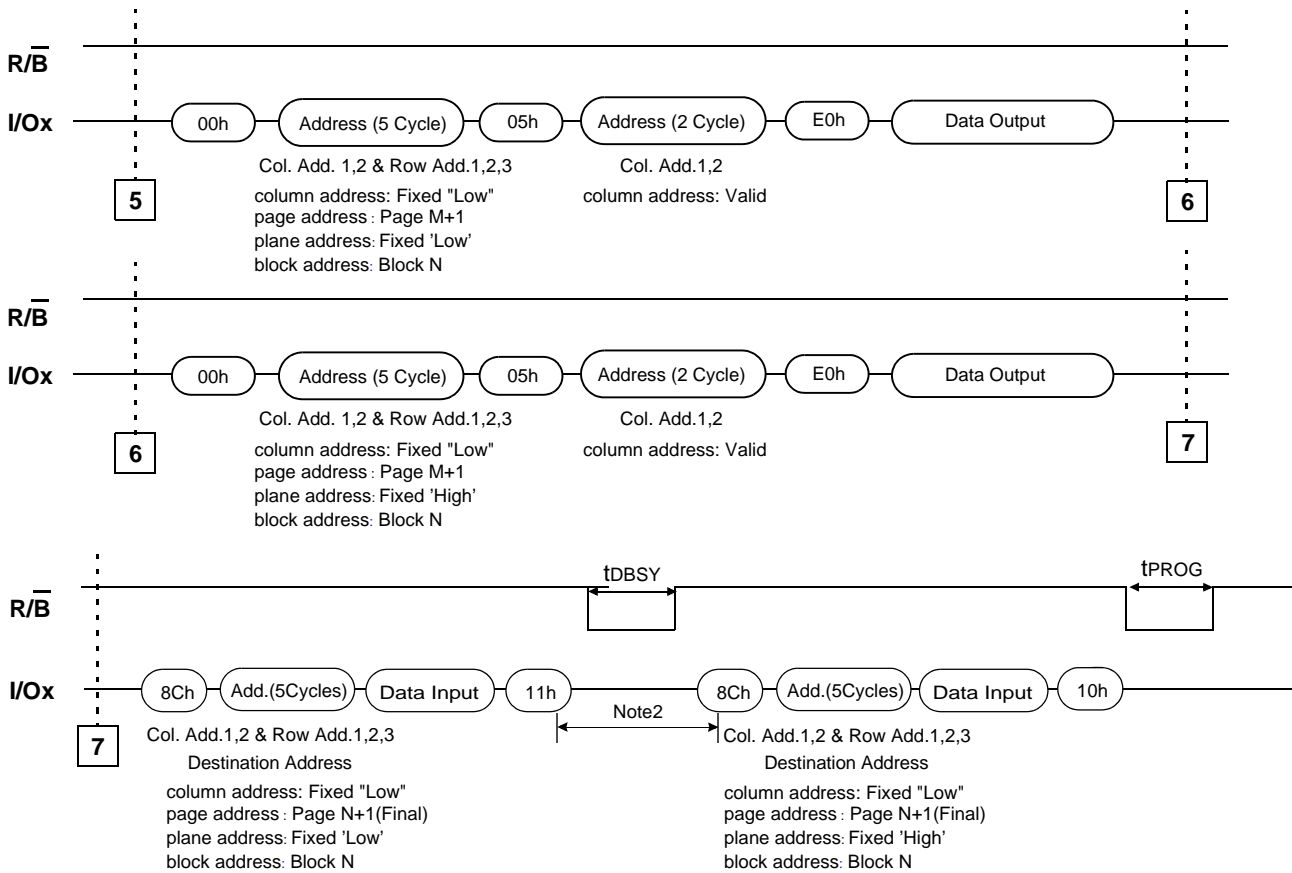 R/B
I/Ox
00h Address (5 Cycle) 05h Address (2 Cycle) E0h Data Output
Col. Add. 1,2 & Row Add.1,2,3 Col. Add.1,2
5 column address: Fixed "Low" column address: Valid 6
page address : Page M+1
plane address: Fixed 'Low'
block address: Block N
R/B
I/Ox
00h Address (5 Cycle) 05h Address (2 Cycle) E0h Data Output
Col. Add. 1,2 & Row Add.1,2,3 Col. Add.1,2
6 column address: Fixed "Low" column address: Valid 7
page address : Page M+1
plane address: Fixed 'High'
block address: Block N
tDBSY tPROG
R/B
I/Ox
8Ch Add.(5Cycles) Data Input 11h 8Ch Add.(5Cycles) Data Input 10h
Note2
7 Col. Add.1,2 & Row Add.1,2,3 Col. Add.1,2 & Row Add.1,2,3
Destination Address Destination Address
column address: Fixed "Low" column address: Fixed "Low"
page address : Page N+1(Final) page address : Page N+1(Final)
plane address: Fixed 'Low' plane address: Fixed 'High'
block address: Block N block address: Block N